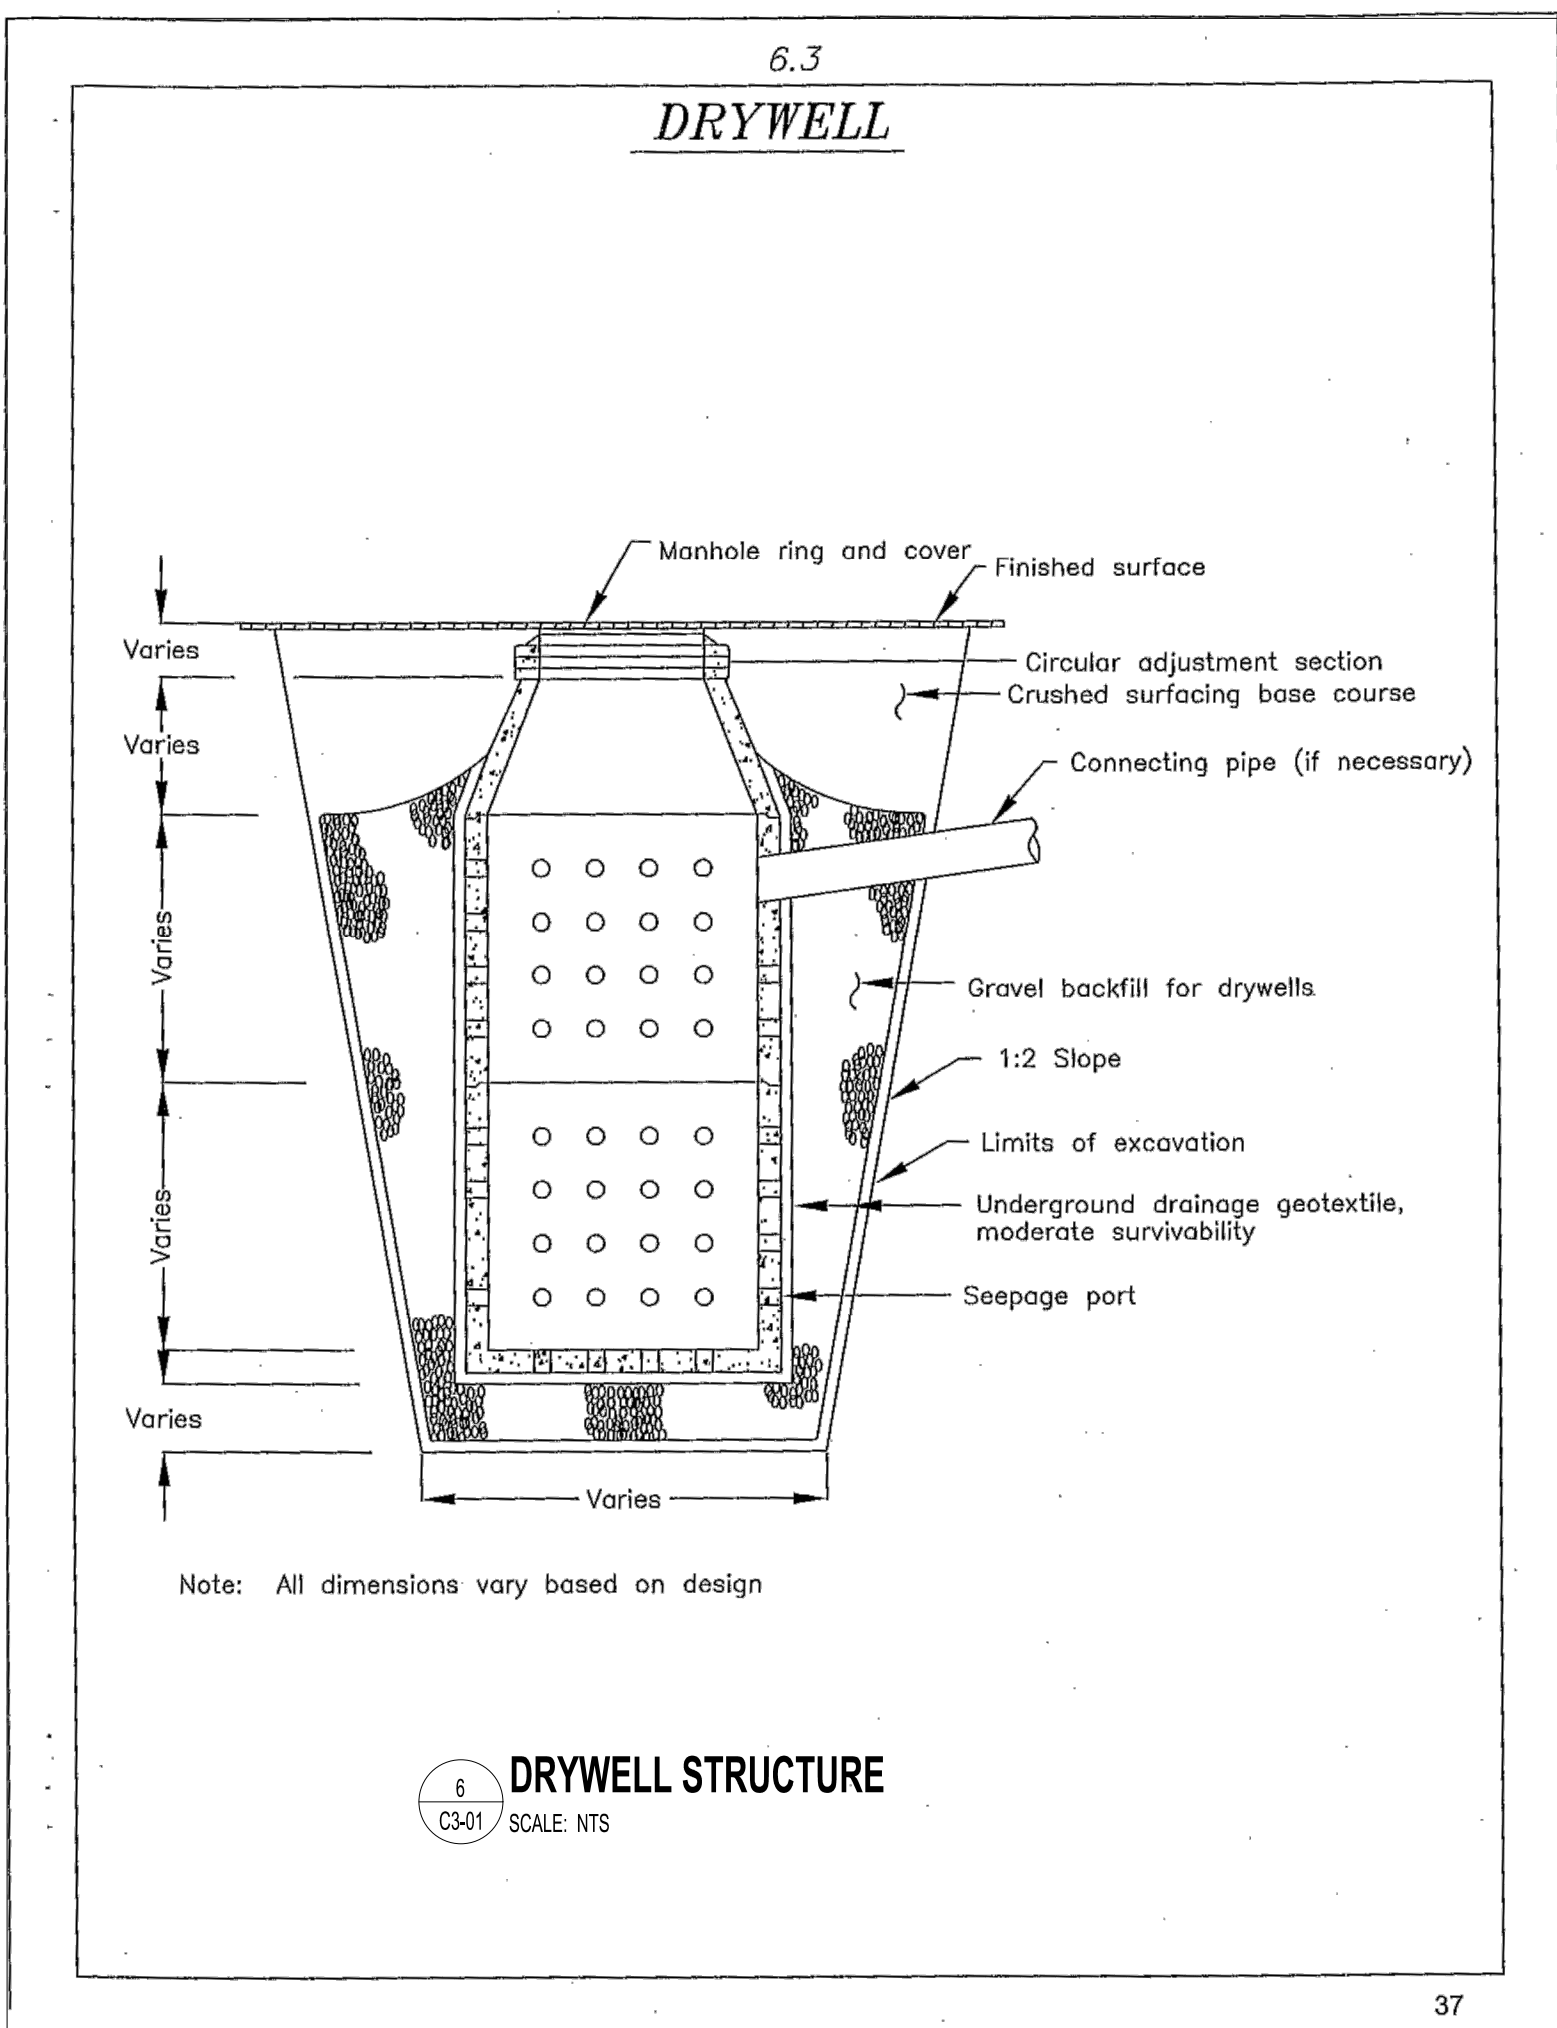 6.3
DRYWELL
Manhole ring and cover
Finished surface
Varies
Circular adjustment section
Crushed surfacing base course
Varies
Connecting pipe (if necessary)
Varies
Gravel backfill for drywells
1:2 Slope
Limits of excavation
Underground drainage geotextile,
moderate survivability
Varies
Seepage port
Varies
Varies
Note: All dimensions vary based on design
6
C3-01
DRYWELL STRUCTURE
SCALE: NTS
37